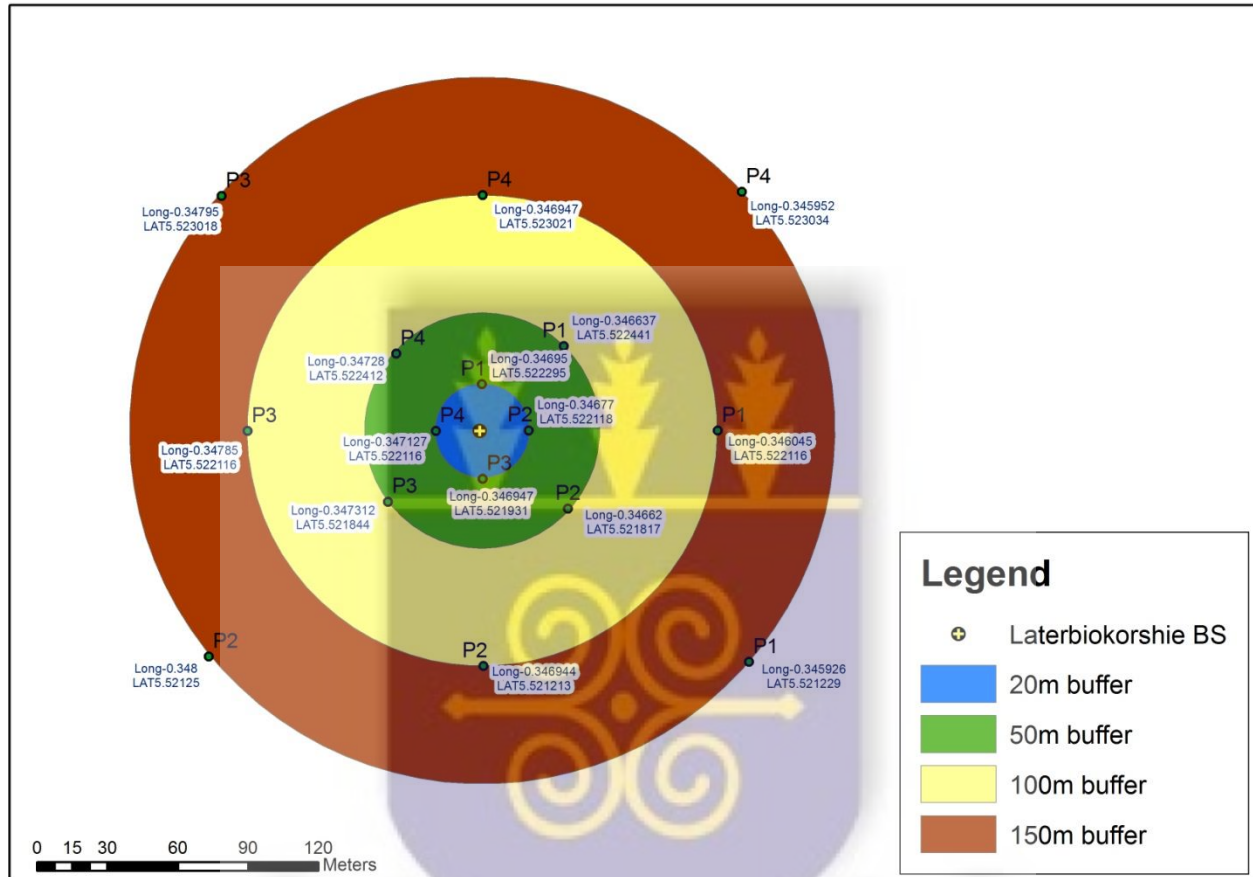 P3
Long-0.34795
LAT5.523018
P4
Long-0.346947
LAT5.523021
P4
Long-0.345952
LAT5.523034
P4
Long-0.34728
LAT5.522412
P1
Long-0.346637
LAT5.522441
P1
Long-0.34695
LAT5.522295
P3
Long-0.34785
LAT5.522116
P4
Long-0.347127
LAT5.522116
P2
Long-0.34677
LAT5.522118
P1
Long-0.346045
LAT5.522116
P3
Long-0.347312
LAT5.521844
P3
Long-0.346947
LAT5.521931
P2
Long-0.34662
LAT5.521817
P2
Long-0.348
LAT5.52125
P2
Long-0.346944
LAT5.521213
P1
Long-0.345926
LAT5.521229
Legend
Laterbiokorshie BS
20m buffer
50m buffer
100m buffer
150m buffer
0 15 30 60 90 120
Meters